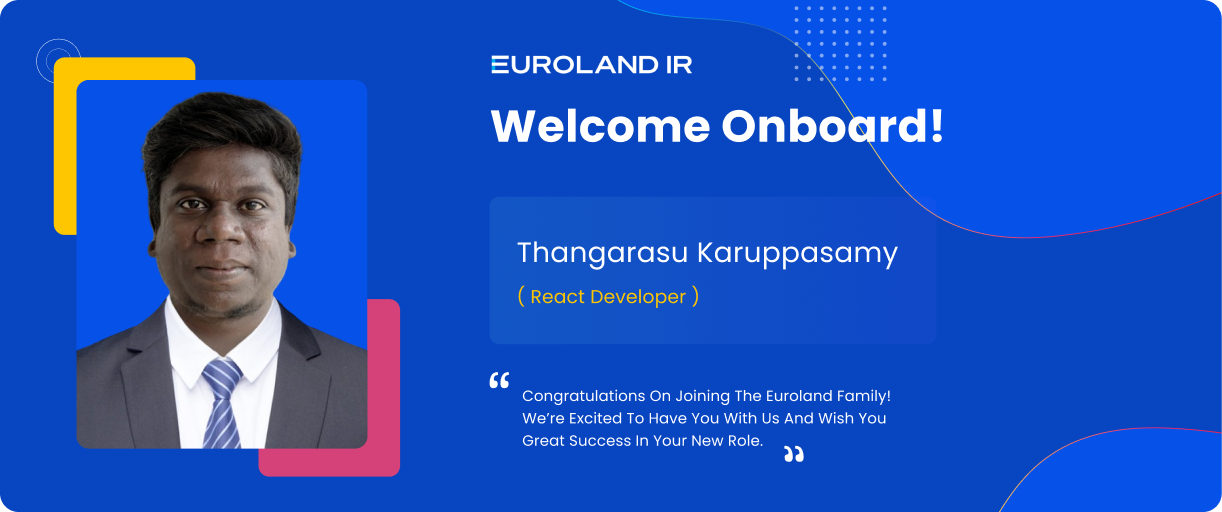 EUROLAND IR
Welcome Onboard!
Thangarasu Karuppasamy
( React Developer )
“
Congratulations On Joining The Euroland Family!
We’re Excited To Have You With Us And Wish You
Great Success In Your New Role.
”